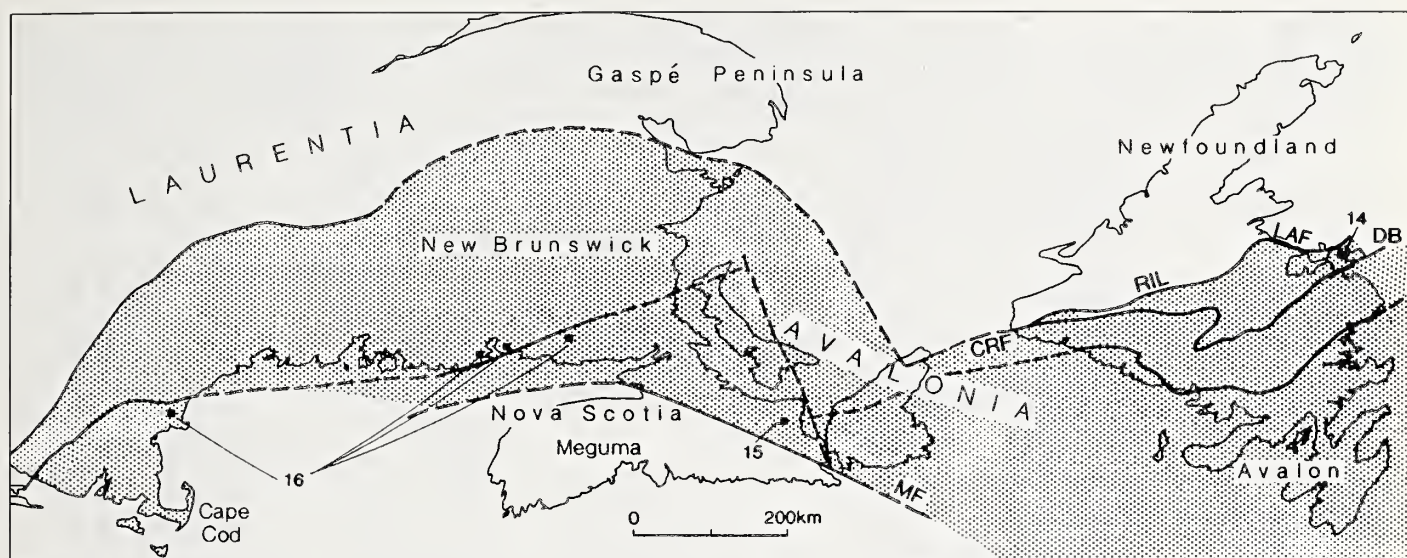 Gaspé Peninsula
LAURENTIA
Newfoundland
New Brunswick
14
LAF
DB
RIL
AVALONIA
CRF
Nova Scotia
Meguma
15
16
MF
Avalon
Cape
Cod
0 200km